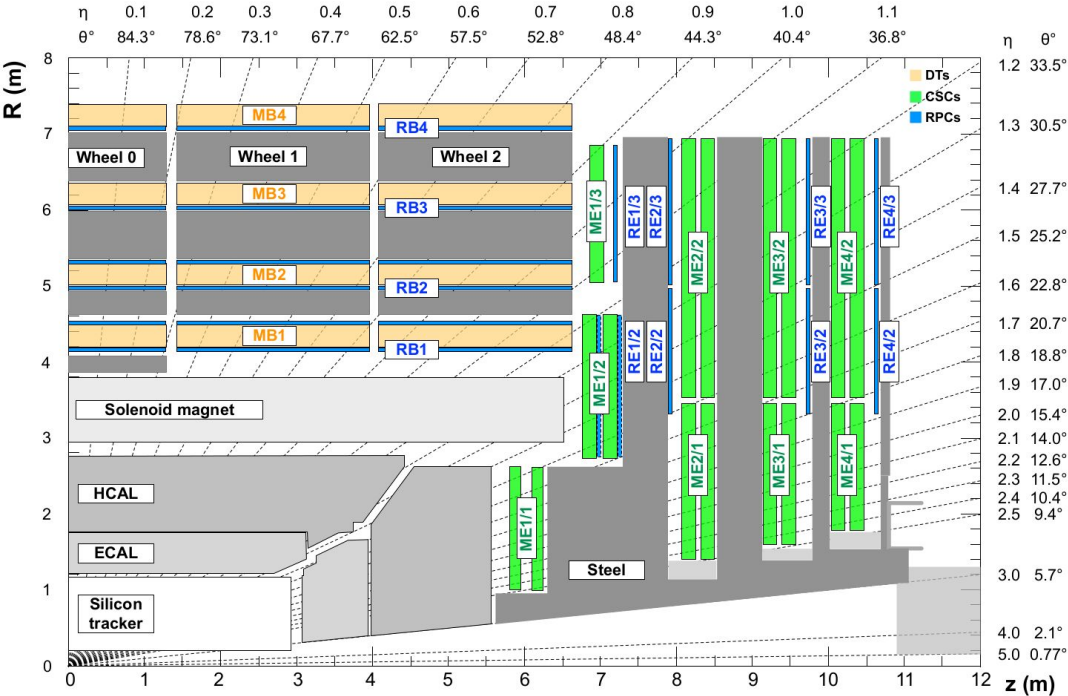 η 0.1 0.2 0.3 0.4 0.5 0.6 0.7 0.8 0.9 1.0 1.1
θ° 84.3° 78.6° 73.1° 67.7° 62.5° 57.5° 52.8° 48.4° 44.3° 40.4° 36.8° η θ°
R (m)
8
7
6
5
4
3
2
1
0
1.2 33.5°
1.3 30.5°
1.4 27.7°
1.5 25.2°
1.6 22.8°
1.7 20.7°
1.8 18.8°
1.9 17.0°
2.0 15.4°
2.1 14.0°
2.2 12.6°
2.3 11.5°
2.4 10.4°
2.5 9.4°
3.0 5.7°
4.0 2.1°
5.0 0.77°
DTs
CSCs
RPCs
MB4
RB4
Wheel 0
Wheel 1
Wheel 2
MB3
RB3
MB2
RB2
MB1
RB1
Solenoid magnet
HCAL
ECAL
Silicon
tracker
Steel
ME1/3
RE1/3
RE2/3
ME2/2
ME3/2
RE3/3
ME4/2
RE4/3
ME1/2
RE1/2
RE2/2
RE3/2
RE4/2
ME1/1
ME2/1
ME3/1
ME4/1
0 1 2 3 4 5 6 7 8 9 10 11 12
z (m)